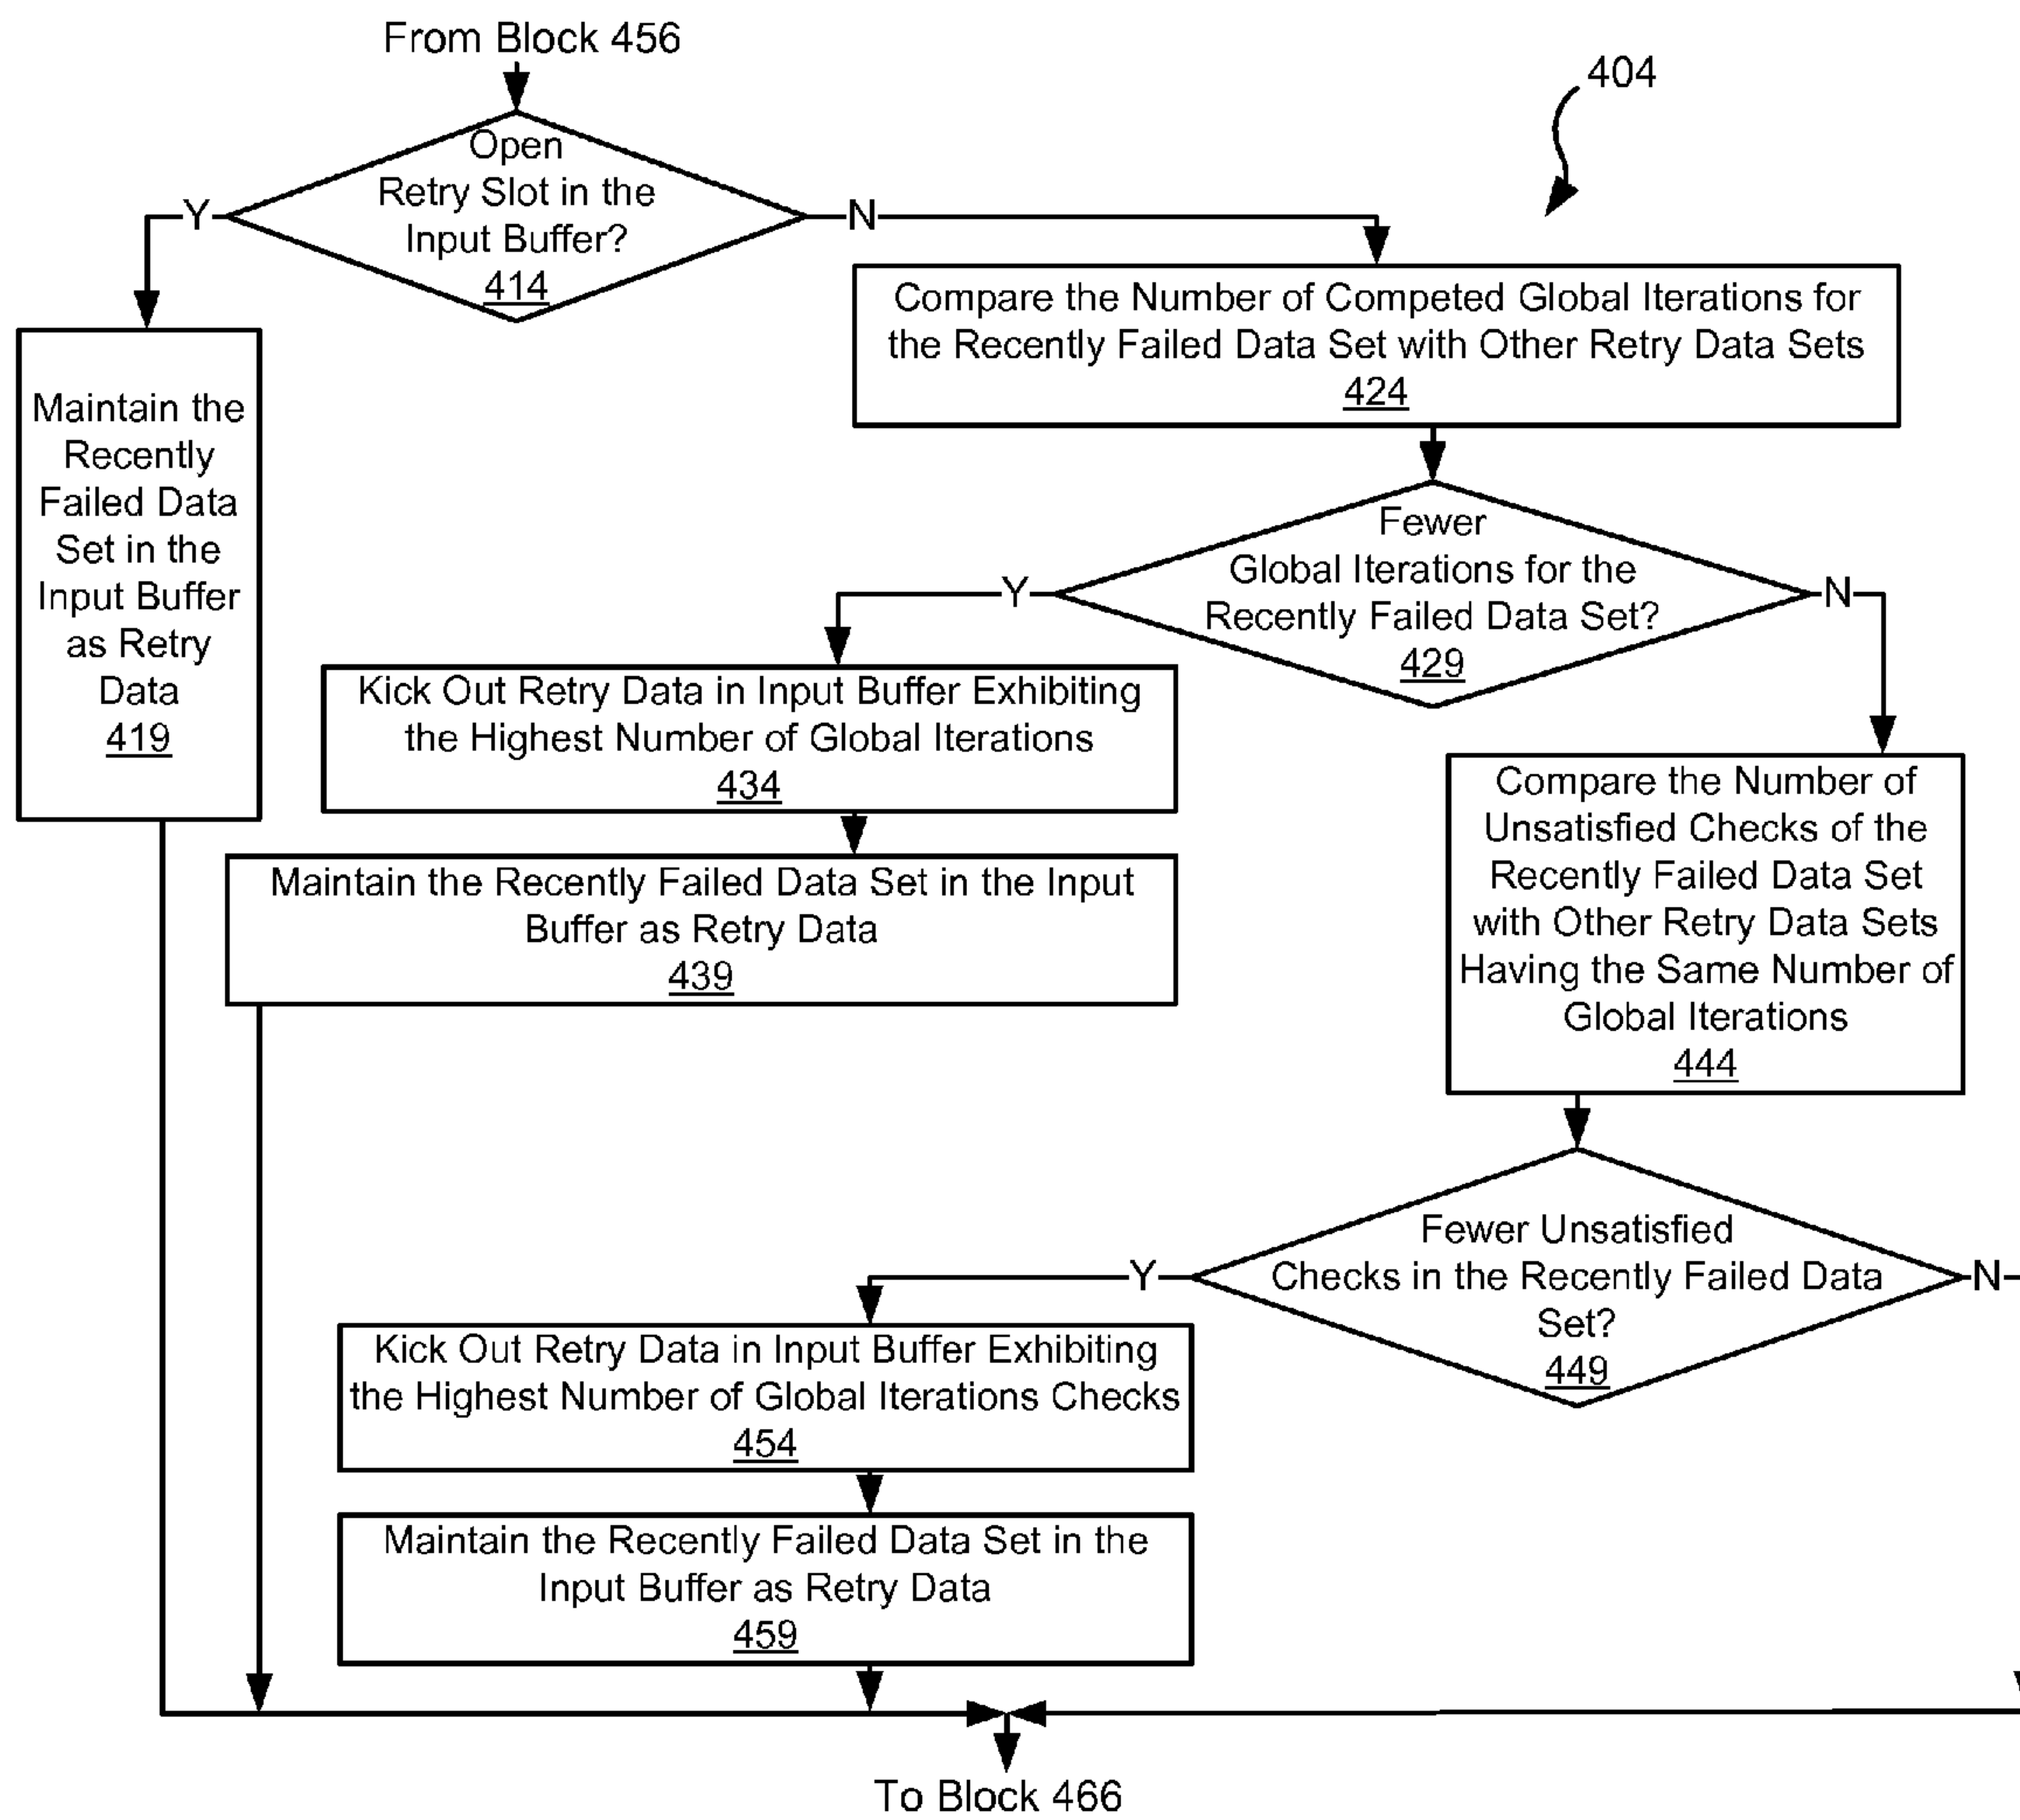 From Block 456
404
Open
Retry Slot in the
Input Buffer?
414
Y
N
Maintain the
Recently
Failed Data
Set in the
Input Buffer
as Retry
Data
419
Compare the Number of Competed Global Iterations for
the Recently Failed Data Set with Other Retry Data Sets
424
Fewer
Global Iterations for the
Recently Failed Data Set?
429
Y
N
Kick Out Retry Data in Input Buffer Exhibiting
the Highest Number of Global Iterations
434
Maintain the Recently Failed Data Set in the Input
Buffer as Retry Data
439
Compare the Number of
Unsatisfied Checks of the
Recently Failed Data Set
with Other Retry Data Sets
Having the Same Number of
Global Iterations
444
Fewer Unsatisfied
Checks in the Recently Failed Data
Set?
449
Y
N
Kick Out Retry Data in Input Buffer Exhibiting
the Highest Number of Global Iterations Checks
454
Maintain the Recently Failed Data Set in the
Input Buffer as Retry Data
459
To Block 466